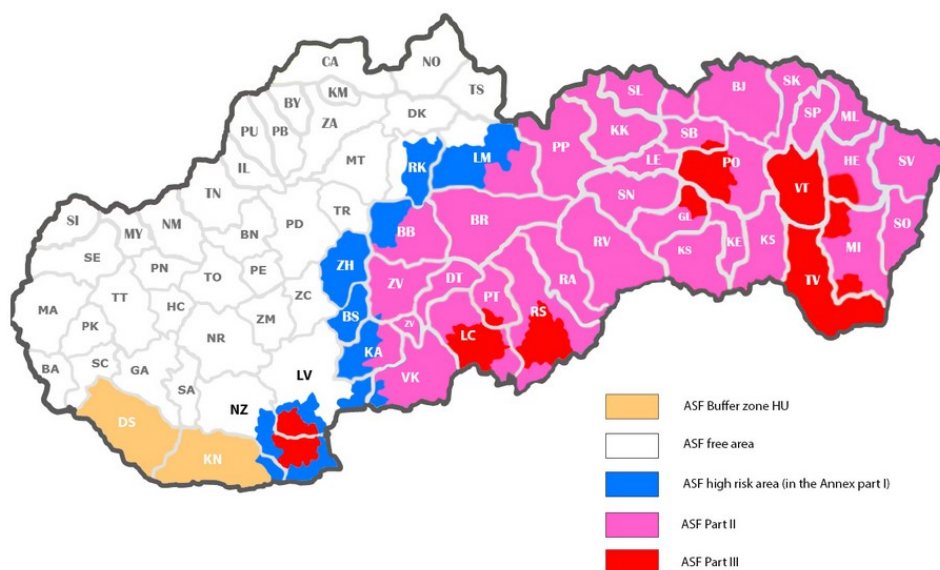 CA
NO
TS
KM
BY
DK
PU
PB
ZA
IL
MT
RK
LM
TN
TR
SI
MY
NM
BN
PD
SE
PN
TO
PE
ZH
MA
TT
HC
ZM
ZC
BS
PK
NR
BA
SC
GA
SA
NZ
LV
KA
DS
KN
SL
BJ
SK
SP
ML
KK
SB
PP
LE
PO
HE
SV
VT
SN
GL
BB
BR
RV
KS
KE
KS
MI
SO
ZV
DT
PT
RA
TV
ZV
LC
RS
VK
ASF Buffer zone HU
ASF free area
ASF high risk area (in the Annex part I)
ASF Part II
ASF Part III